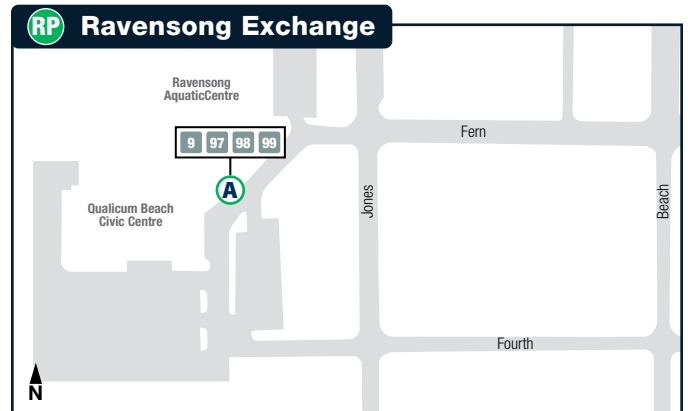 RP Ravensong Exchange
Ravensong
AquaticCentre
9 97 98 99
A
Fern
Qualicum Beach
Civic Centre
Jones
Beach
Fourth
N